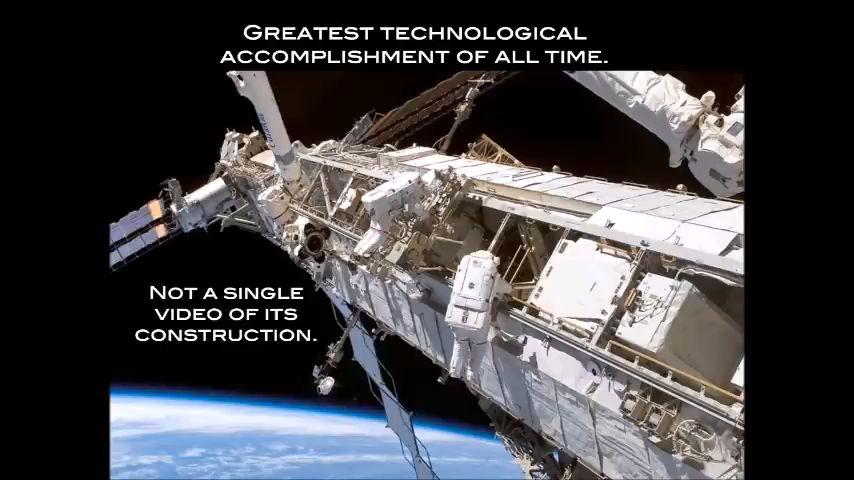 GREATEST TECHNOLOGICAL
ACCOMPLISHMENT OF ALL TIME.
NOT A SINGLE
VIDEO OF ITS
CONSTRUCTION.